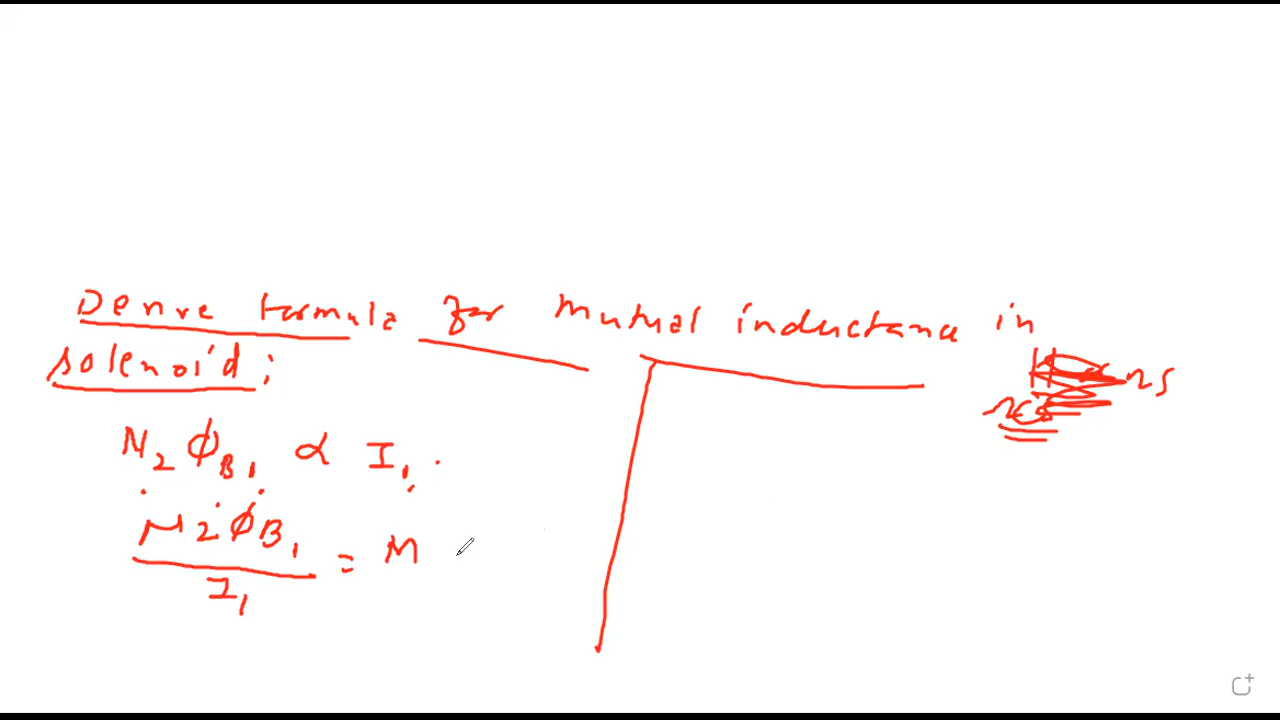 Derive formula for mutual inductance in
solenoid:
N₂ ϕB₁ α I₁.
N₂ϕB₁
= M
I₁